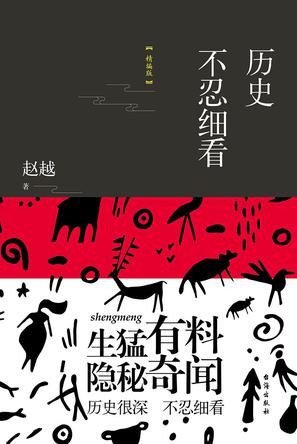 历史
不忍细看
【精编版】
赵越
著
shengmeng
生猛有料
隐秘奇闻
历史很深 不忍细看
台海出版社